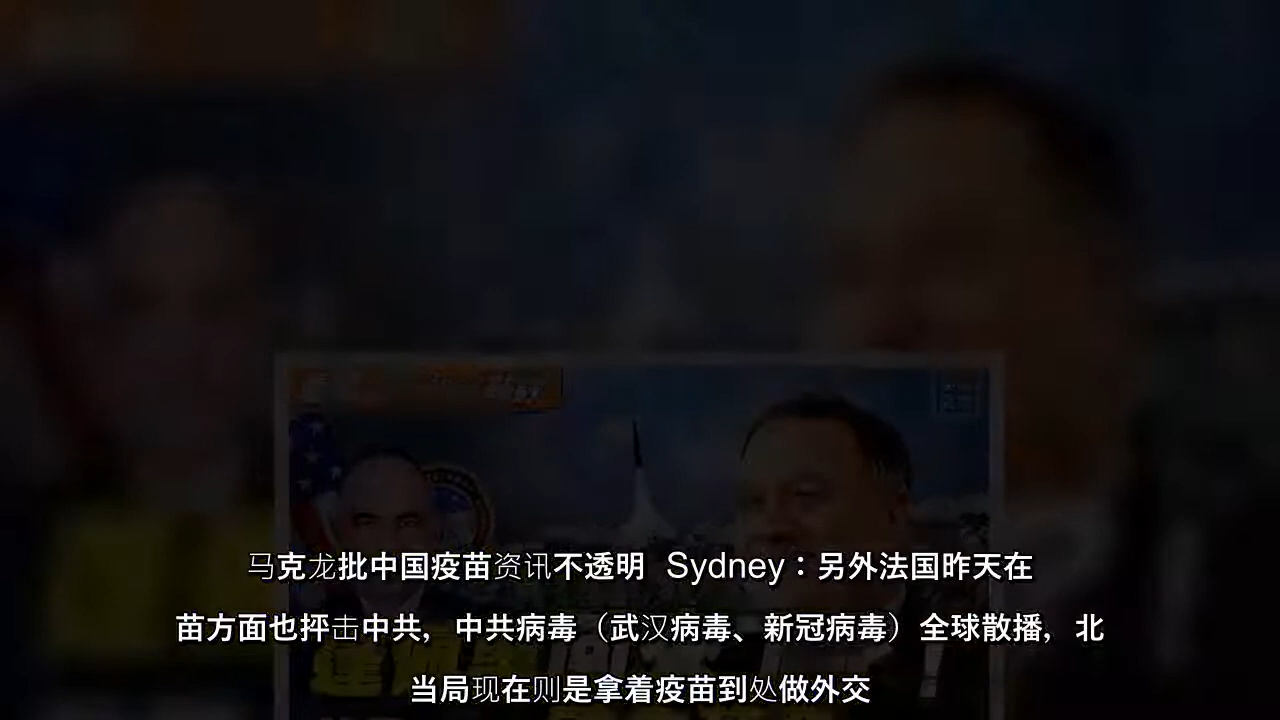 马克龙批中国疫苗资讯不透明 Sydney：另外法国昨天在
苗方面也抨击中共，中共病毒（武汉病毒、新冠病毒）全球散播，北
当局现在则是拿着疫苗到处做外交